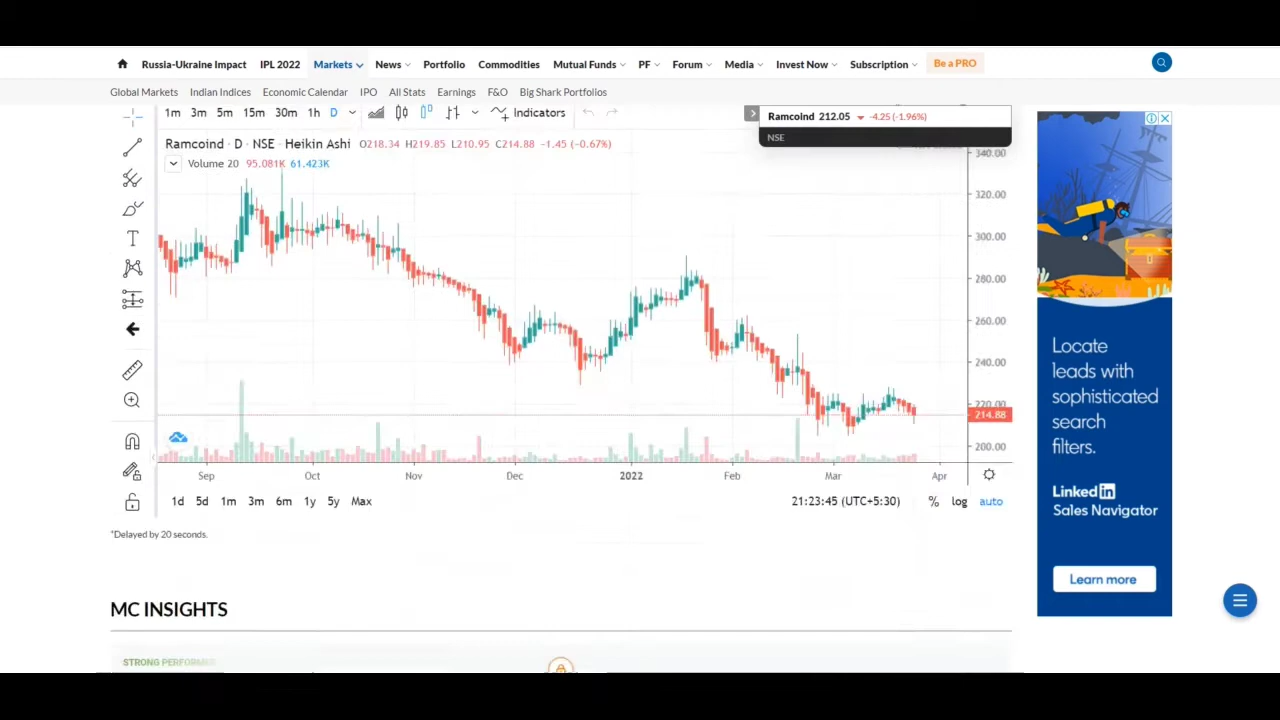 Russia-Ukraine Impact IPL 2022 Markets News Portfolio Commodities Mutual Funds PF Forum Media Invest Now Subscription Be a PRO
Global Markets Indian Indices Economic Calendar IPO All Stats Earnings F&O Big Shark Portfolios
1m 3m 5m 15m 30m 1h D Indicators
Ramcoind 212.05 -4.25 (-1.96%)
NSE
Ramcoind · D · NSE · Heikin Ashi O218.34 H219.85 L210.95 C214.88 -1.45 (-0.67%)
Volume 20 95.081K 61.423K
340.00
320.00
300.00
280.00
260.00
240.00
220.00
214.88
200.00
Sep Oct Nov Dec 2022 Feb Mar Apr
1d 5d 1m 3m 6m 1y 5y Max 21:23:45 (UTC+5:30) % log auto
*Delayed by 20 seconds.
MC INSIGHTS
STRONG PERFORMER
Locate
leads with
sophisticated
search
filters.
Linked in
Sales Navigator
Learn more